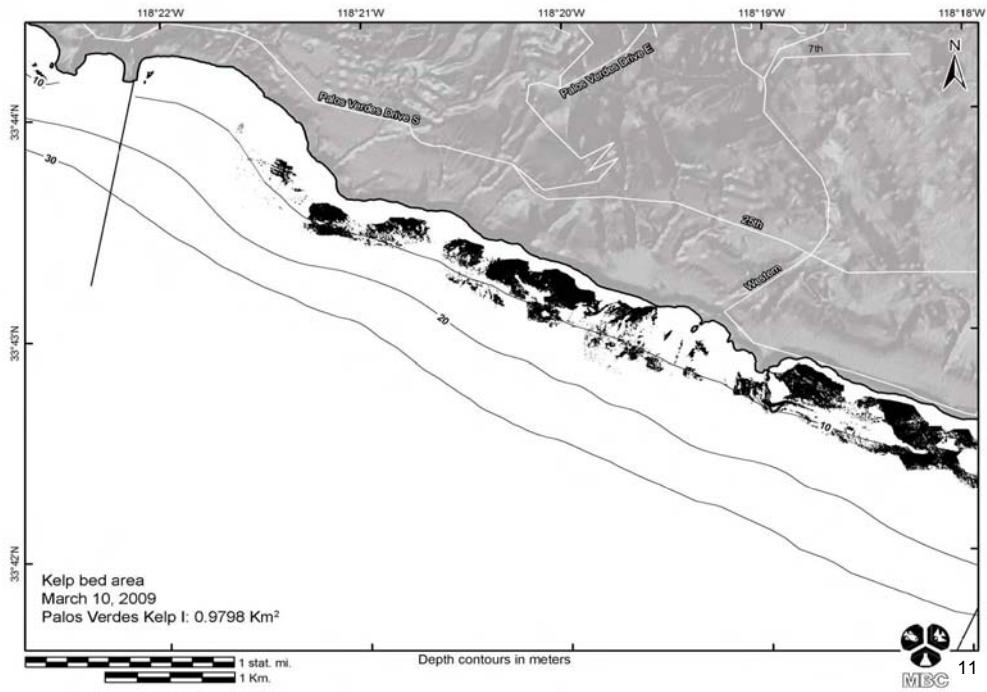 118°22'W
118°21'W
118°20'W
118°19'W
118°18'W
7th
N
Palos Verdes Drive E
10
Palos Verdes Drive S
33°44'N
30
25th
Western
20
33°43'N
10
33°42'N
Kelp bed area
March 10, 2009
Palos Verdes Kelp I: 0.9798 Km²
1 stat. mi.
Depth contours in meters
1 Km.
MBC
11